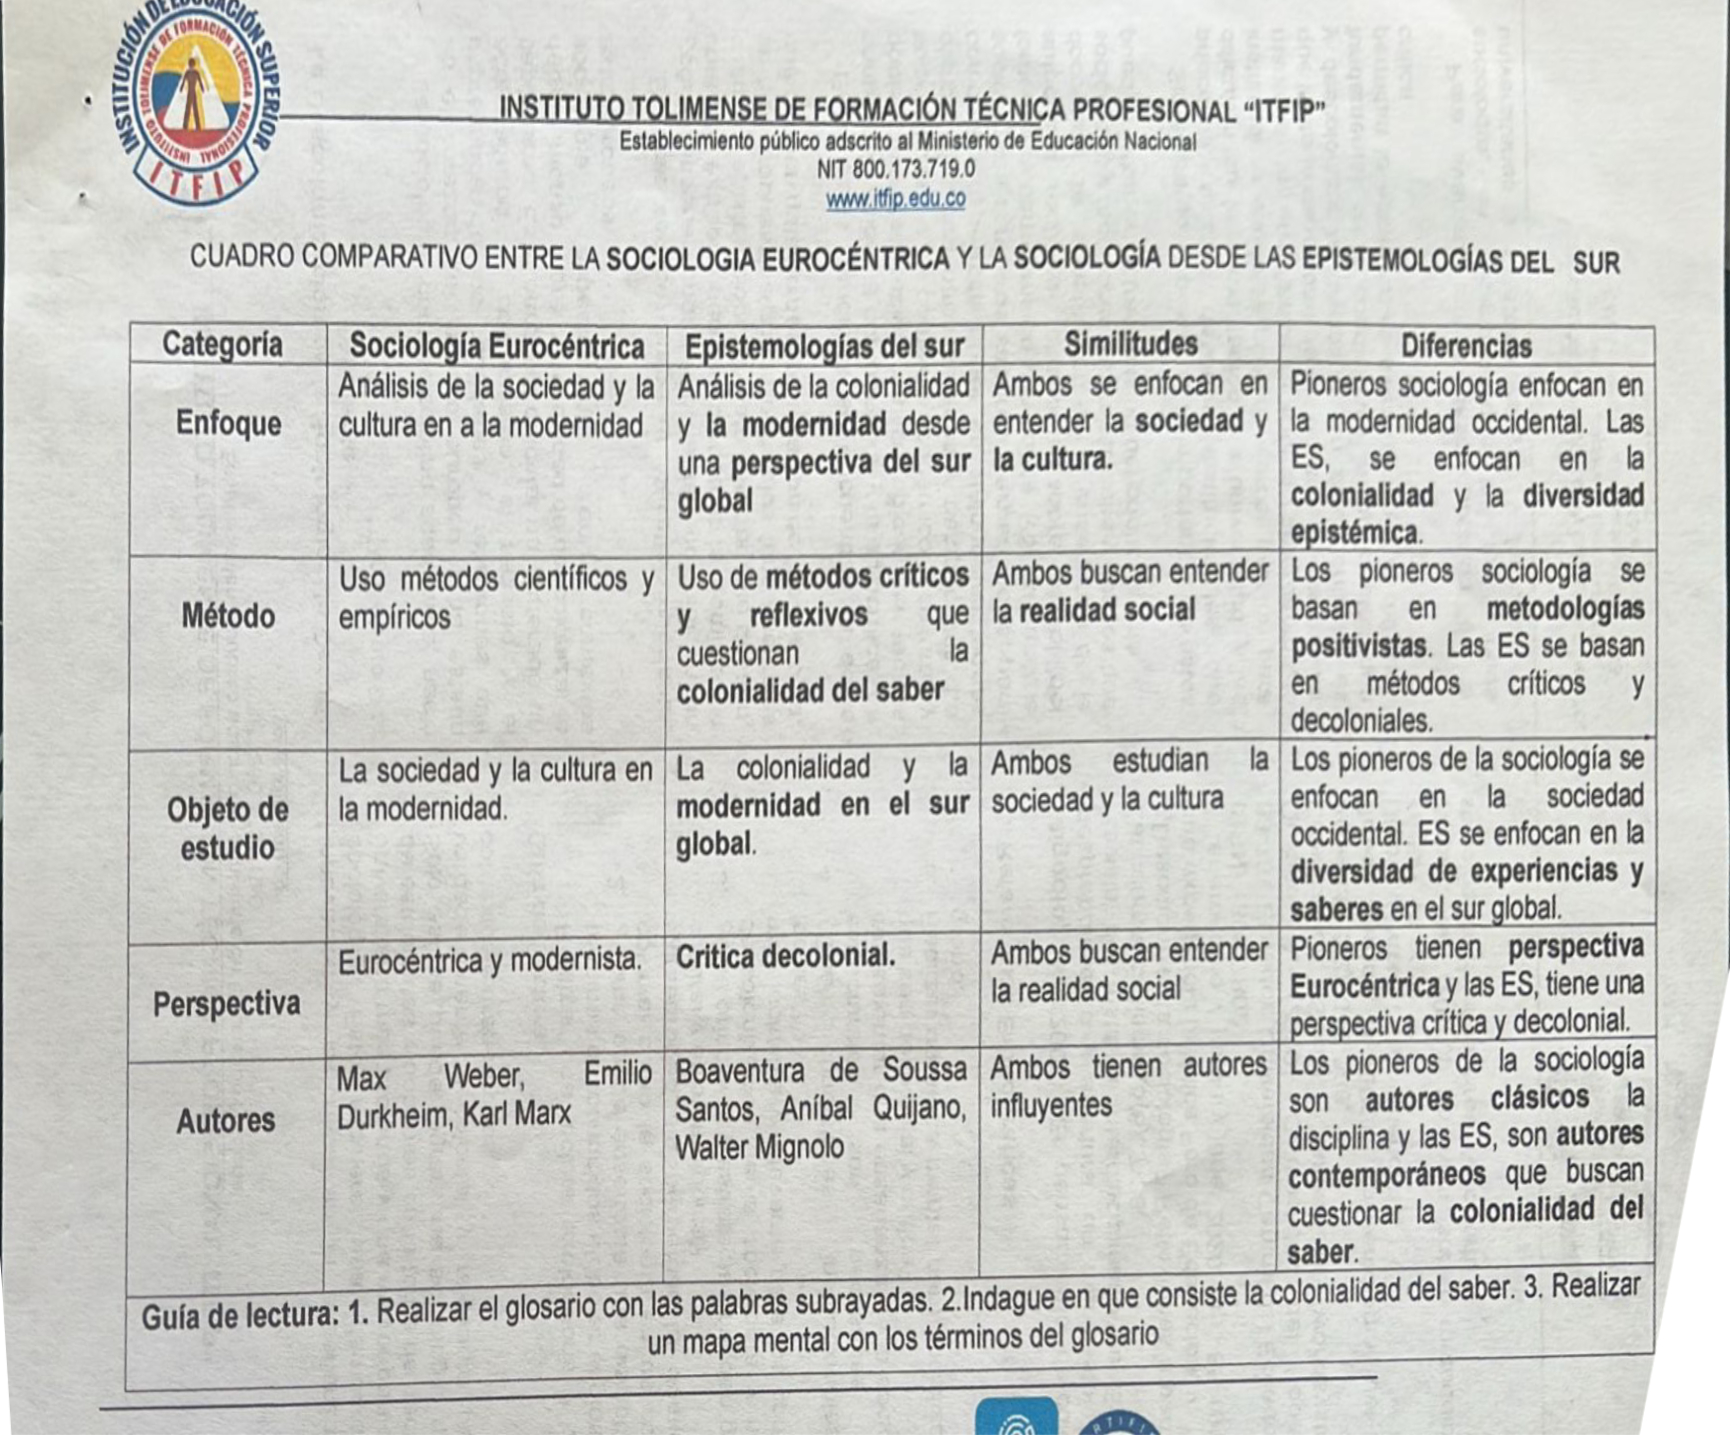 INSTITUCIÓN DE EDUCACIÓN SUPERIOR
INSTITUTO TOLIMENSE DE FORMACIÓN TÉCNICA PROFESIONAL
ITFIP
INSTITUTO TOLIMENSE DE FORMACIÓN TÉCNICA PROFESIONAL “ITFIP”
Establecimiento público adscrito al Ministerio de Educación Nacional
NIT 800.173.719.0
www.itfip.edu.co
CUADRO COMPARATIVO ENTRE LA SOCIOLOGIA EUROCÉNTRICA Y LA SOCIOLOGÍA DESDE LAS EPISTEMOLOGÍAS DEL SUR
Categoría
Sociología Eurocéntrica
Epistemologías del sur
Similitudes
Diferencias
Enfoque
Análisis de la sociedad y la
cultura en a la modernidad
Análisis de la colonialidad
y la modernidad desde
una perspectiva del sur
global
Ambos se enfocan en
entender la sociedad y
la cultura.
Pioneros sociología enfocan en
la modernidad occidental. Las
ES, se enfocan en la
colonialidad y la diversidad
epistémica.
Método
Uso métodos científicos y
empíricos
Uso de métodos críticos
y reflexivos que
cuestionan la
colonialidad del saber
Ambos buscan entender
la realidad social
Los pioneros sociología se
basan en metodologías
positivistas. Las ES se basan
en métodos críticos y
decoloniales.
Objeto de
estudio
La sociedad y la cultura en
la modernidad.
La colonialidad y la
modernidad en el sur
global.
Ambos estudian la
sociedad y la cultura
Los pioneros de la sociología se
enfocan en la sociedad
occidental. ES se enfocan en la
diversidad de experiencias y
saberes en el sur global.
Perspectiva
Eurocéntrica y modernista.
Critica decolonial.
Ambos buscan entender
la realidad social
Pioneros tienen perspectiva
Eurocéntrica y las ES, tiene una
perspectiva crítica y decolonial.
Autores
Max Weber, Emilio
Durkheim, Karl Marx
Boaventura de Soussa
Santos, Aníbal Quijano,
Walter Mignolo
Ambos tienen autores
influyentes
Los pioneros de la sociología
son autores clásicos la
disciplina y las ES, son autores
contemporáneos que buscan
cuestionar la colonialidad del
saber.
Guía de lectura: 1. Realizar el glosario con las palabras subrayadas. 2.Indague en que consiste la colonialidad del saber. 3. Realizar
un mapa mental con los términos del glosario